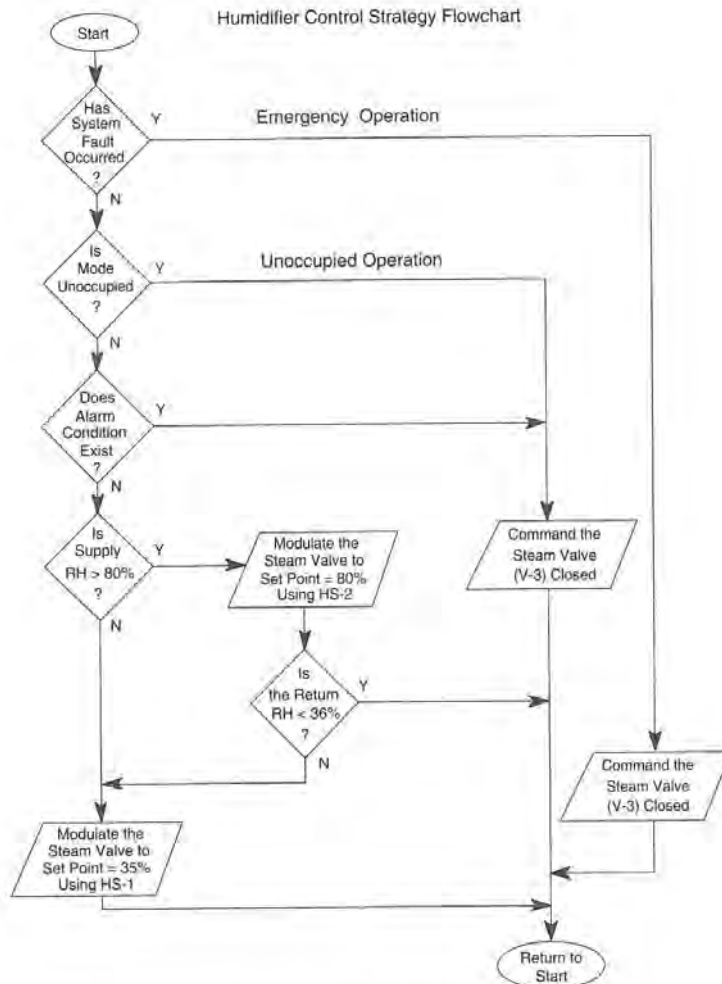 Humidifier Control Strategy Flowchart
Start
Has
System
Fault
Occurred
?
Y
Emergency Operation
N
Is
Mode
Unoccupied
?
Y
Unoccupied Operation
N
Does
Alarm
Condition
Exist
?
Y
N
Is
Supply
RH > 80%
?
Y
N
Modulate the
Steam Valve to
Set Point = 80%
Using HS-2
Command the
Steam Valve
(V-3) Closed
Is
the Return
RH < 36%
?
Y
N
Command the
Steam Valve
(V-3) Closed
Modulate the
Steam Valve to
Set Point = 35%
Using HS-1
Return to
Start